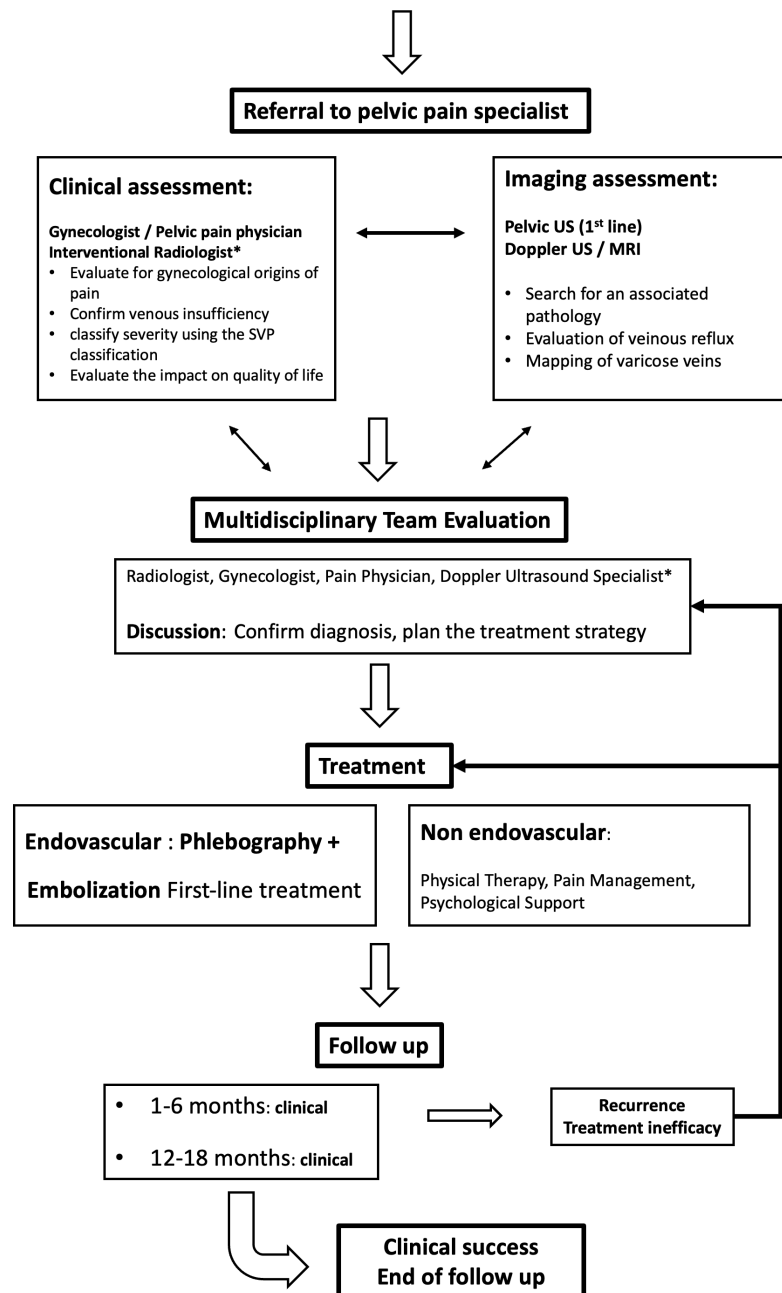 Referral to pelvic pain specialist
Clinical assessment:
Gynecologist / Pelvic pain physician
Interventional Radiologist*
• Evaluate for gynecological origins of
pain
• Confirm venous insufficiency
• classify severity using the SVP
classification
• Evaluate the impact on quality of life
Imaging assessment:
Pelvic US (1st line)
Doppler US / MRI
• Search for an associated
pathology
• Evaluation of veinous reflux
• Mapping of varicose veins
Multidisciplinary Team Evaluation
Radiologist, Gynecologist, Pain Physician, Doppler Ultrasound Specialist*
Discussion: Confirm diagnosis, plan the treatment strategy
Treatment
Endovascular : Phlebography +
Embolization First-line treatment
Non endovascular:
Physical Therapy, Pain Management,
Psychological Support
Follow up
• 1-6 months: clinical
• 12-18 months: clinical
Recurrence
Treatment inefficacy
Clinical success
End of follow up